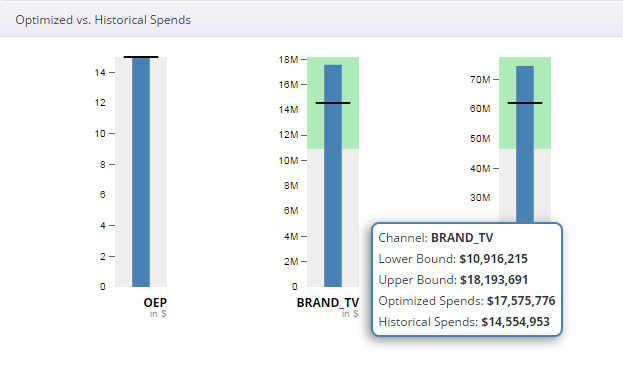 Optimized vs. Historical Spends
14
12
10
8
6
4
2
0
OEP
in $
18M
16M
14M
12M
10M
8M
6M
4M
2M
0
BRAND_TV
in $
70M
60M
50M
40M
30M
Channel: BRAND_TV
Lower Bound: $10,916,215
Upper Bound: $18,193,691
Optimized Spends: $17,575,776
Historical Spends: $14,554,953